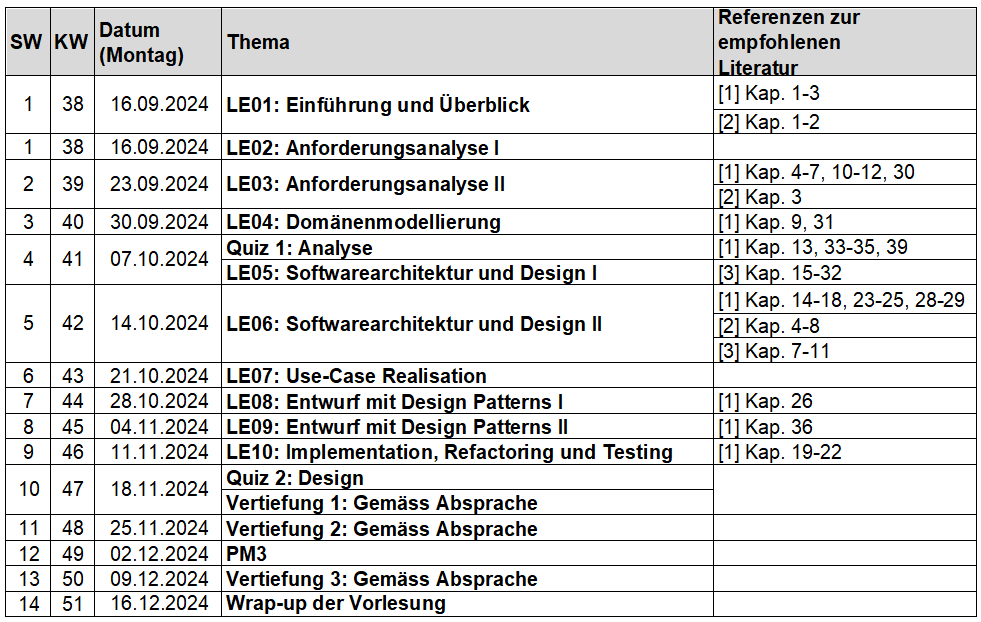 SW KW Datum (Montag) Thema Referenzen zur empfohlenen Literatur
1 38 16.09.2024 LE01: Einführung und Überblick [1] Kap. 1-3
[2] Kap. 1-2
1 38 16.09.2024 LE02: Anforderungsanalyse I
2 39 23.09.2024 LE03: Anforderungsanalyse II [1] Kap. 4-7, 10-12, 30
[2] Kap. 3
3 40 30.09.2024 LE04: Domänenmodellierung [1] Kap. 9, 31
4 41 07.10.2024 Quiz 1: Analyse [1] Kap. 13, 33-35, 39
LE05: Softwarearchitektur und Design I [3] Kap. 15-32
5 42 14.10.2024 LE06: Softwarearchitektur und Design II [1] Kap. 14-18, 23-25, 28-29
[2] Kap. 4-8
[3] Kap. 7-11
6 43 21.10.2024 LE07: Use-Case Realisation
7 44 28.10.2024 LE08: Entwurf mit Design Patterns I [1] Kap. 26
8 45 04.11.2024 LE09: Entwurf mit Design Patterns II [1] Kap. 36
9 46 11.11.2024 LE10: Implementation, Refactoring und Testing [1] Kap. 19-22
10 47 18.11.2024 Quiz 2: Design
Vertiefung 1: Gemäss Absprache
11 48 25.11.2024 Vertiefung 2: Gemäss Absprache
12 49 02.12.2024 PM3
13 50 09.12.2024 Vertiefung 3: Gemäss Absprache
14 51 16.12.2024 Wrap-up der Vorlesung